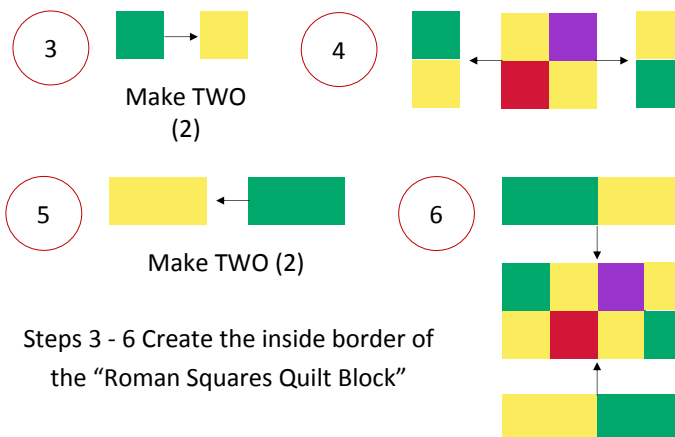 3
Make TWO
(2)
4
5
Make TWO (2)
6
Steps 3 - 6 Create the inside border of
the “Roman Squares Quilt Block”